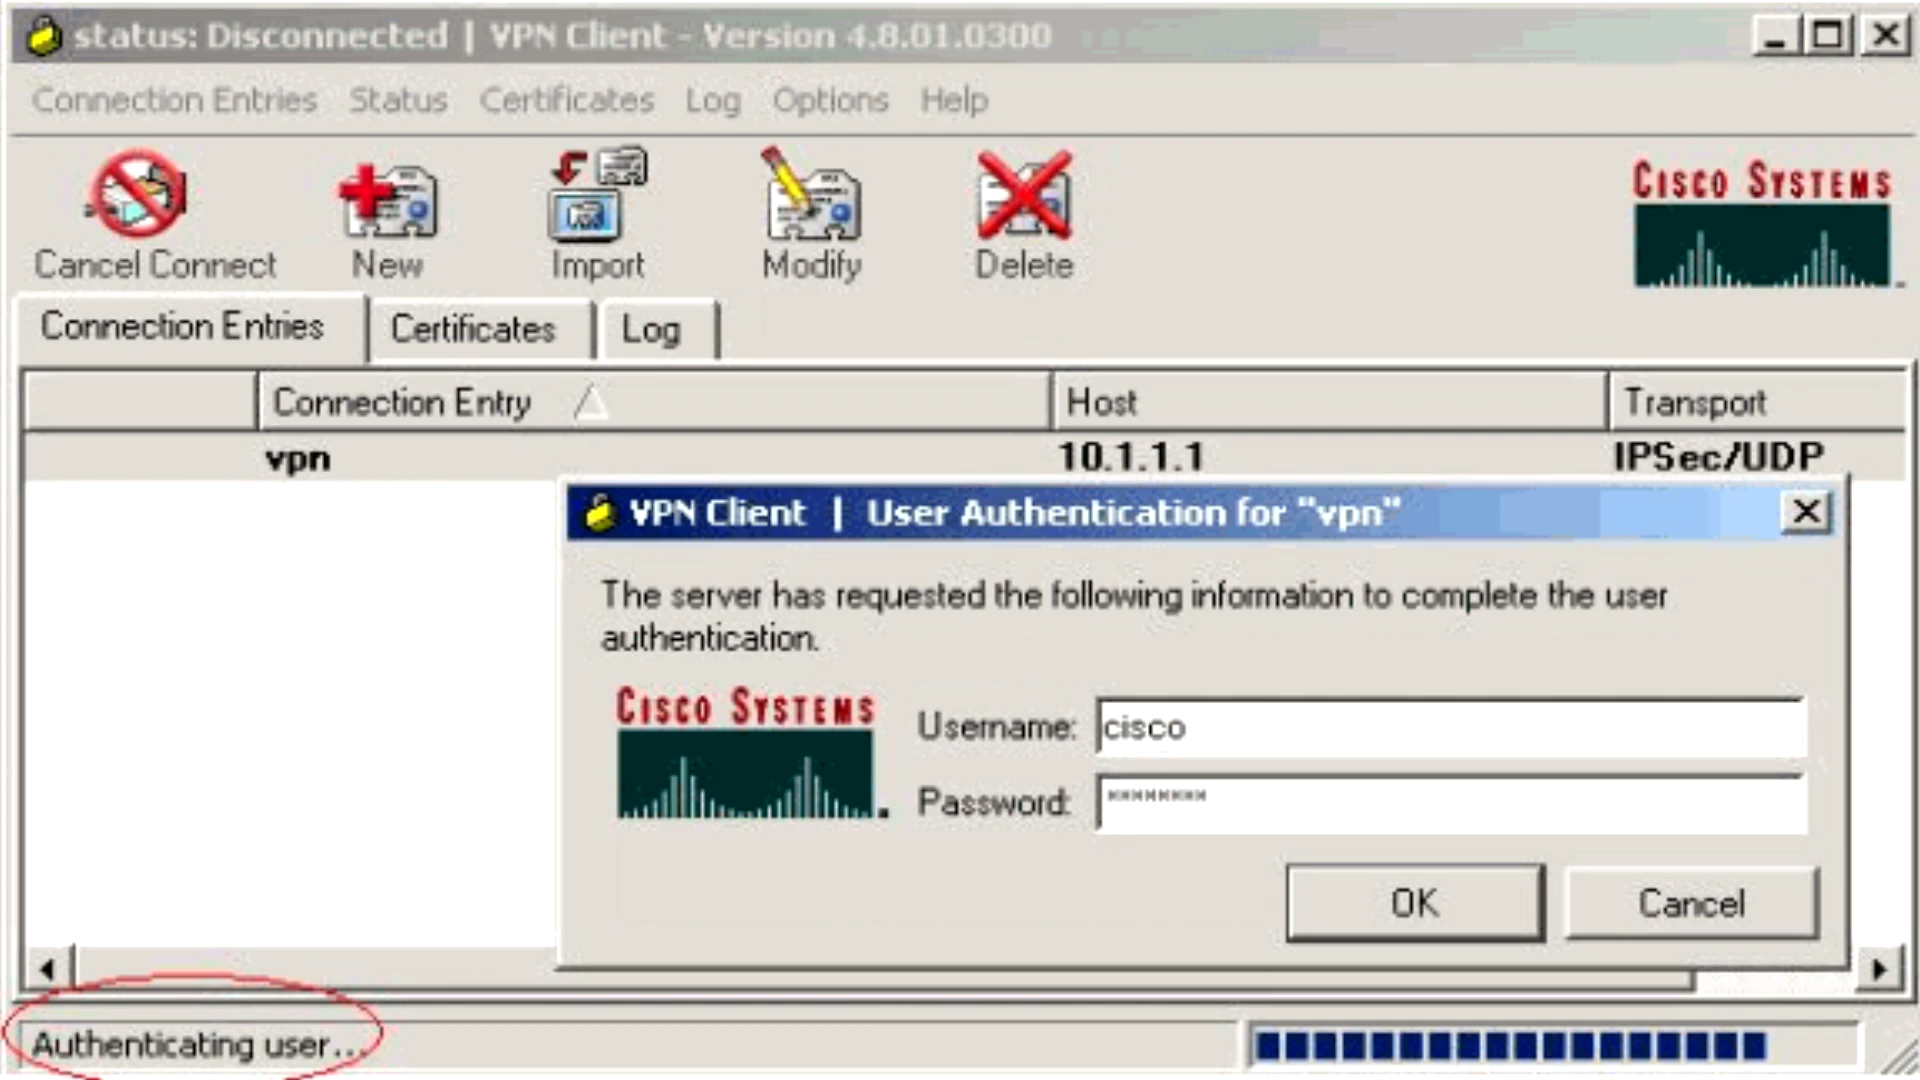 status: Disconnected | VPN Client - Version 4.8.01.0300
Connection Entries Status Certificates Log Options Help
Cancel Connect New Import Modify Delete
CISCO SYSTEMS
Connection Entries Certificates Log
Connection Entry Host Transport
vpn 10.1.1.1 IPSec/UDP
VPN Client | User Authentication for "vpn"
The server has requested the following information to complete the user
authentication.
CISCO SYSTEMS
Username: cisco
Password: ********
OK Cancel
Authenticating user...